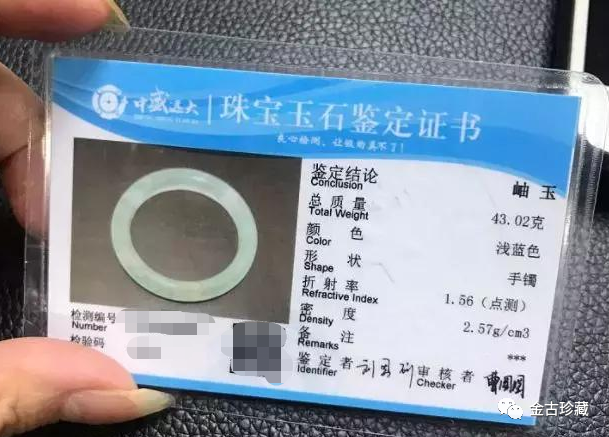 中盛正大 珠宝玉石鉴定证书
良心检测、让假的真不了！
鉴定结论 岫玉
Conclusion
总质量 43.02克
Total Weight
颜色 浅蓝色
Color
形状 手镯
Shape
折射率 1.56（点测）
Refractive Index
密度 2.57g/cm3
Density
备注 ***
Remarks
检测编号
Number
检验码
鉴定者 审核者
Identifier Checker
金古珍藏